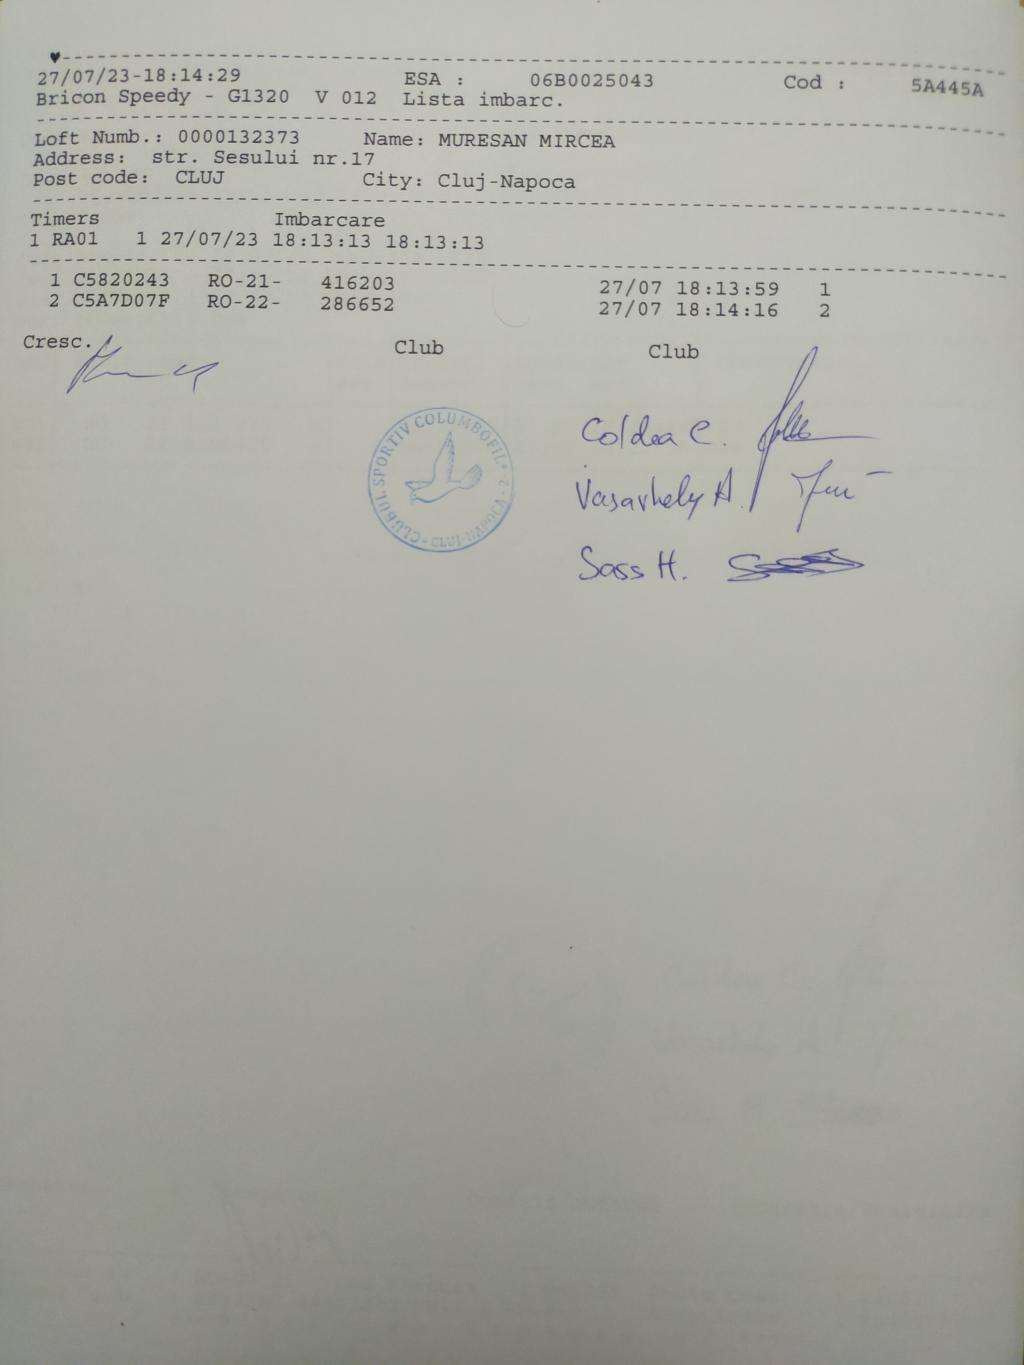 27/07/23-18:14:29 ESA : 06B0025043 Cod : 5A445A
Bricon Speedy - G1320 V 012 Lista imbarc.
Loft Numb.: 0000132373 Name: MURESAN MIRCEA
Address: str. Sesului nr.17
Post code: CLUJ City: Cluj-Napoca
Timers Imbarcare
1 RA01 1 27/07/23 18:13:13 18:13:13
1 C5820243 RO-21- 416203 27/07 18:13:59 1
2 C5A7D07F RO-22- 286652 27/07 18:14:16 2
Cresc. Club Club
CLUBUL SPORTIV COLUMBOFIL * CLUJ-NAPOCA - 2 *
Coldea C.
Vasarhely A.
Sass H.